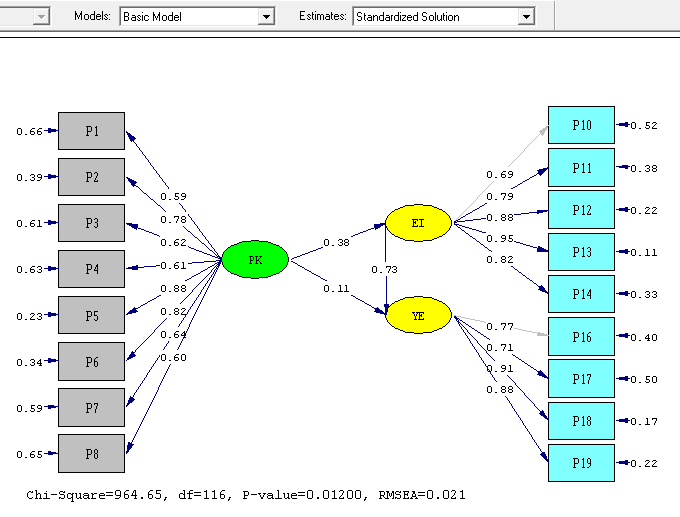 Models: Basic Model Estimates: Standardized Solution
0.66 P1
0.39 P2
0.61 P3
0.63 P4
0.23 P5
0.34 P6
0.59 P7
0.65 P8
0.59
0.78
0.62
0.61
0.88
0.82
0.64
0.60
PK
0.38
0.11
EI
0.73
YE
0.69
0.79
0.88
0.95
0.82
0.77
0.71
0.91
0.88
P10 0.52
P11 0.38
P12 0.22
P13 0.11
P14 0.33
P16 0.40
P17 0.50
P18 0.17
P19 0.22
Chi-Square=964.65, df=116, P-value=0.01200, RMSEA=0.021